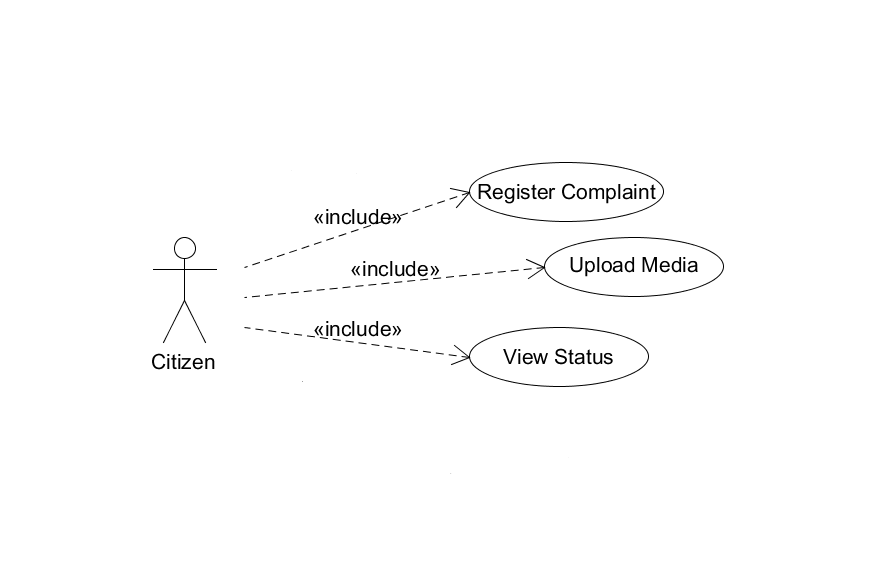 Register Complaint
«include»
Upload Media
«include»
«include»
View Status
Citizen